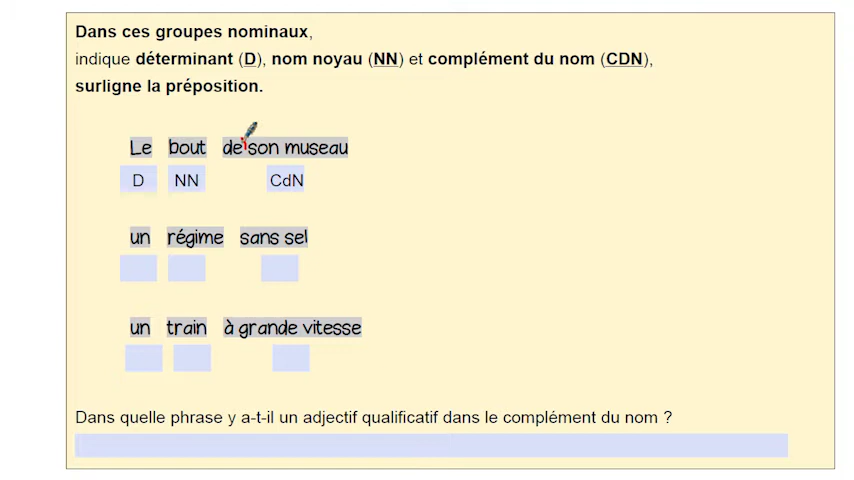 Dans ces groupes nominaux,
indique déterminant (D), nom noyau (NN) et complément du nom (CDN),
surligne la préposition.
Le bout de son museau
D NN CdN
un régime sans sel
un train à grande vitesse
Dans quelle phrase y a-t-il un adjectif qualificatif dans le complément du nom ?